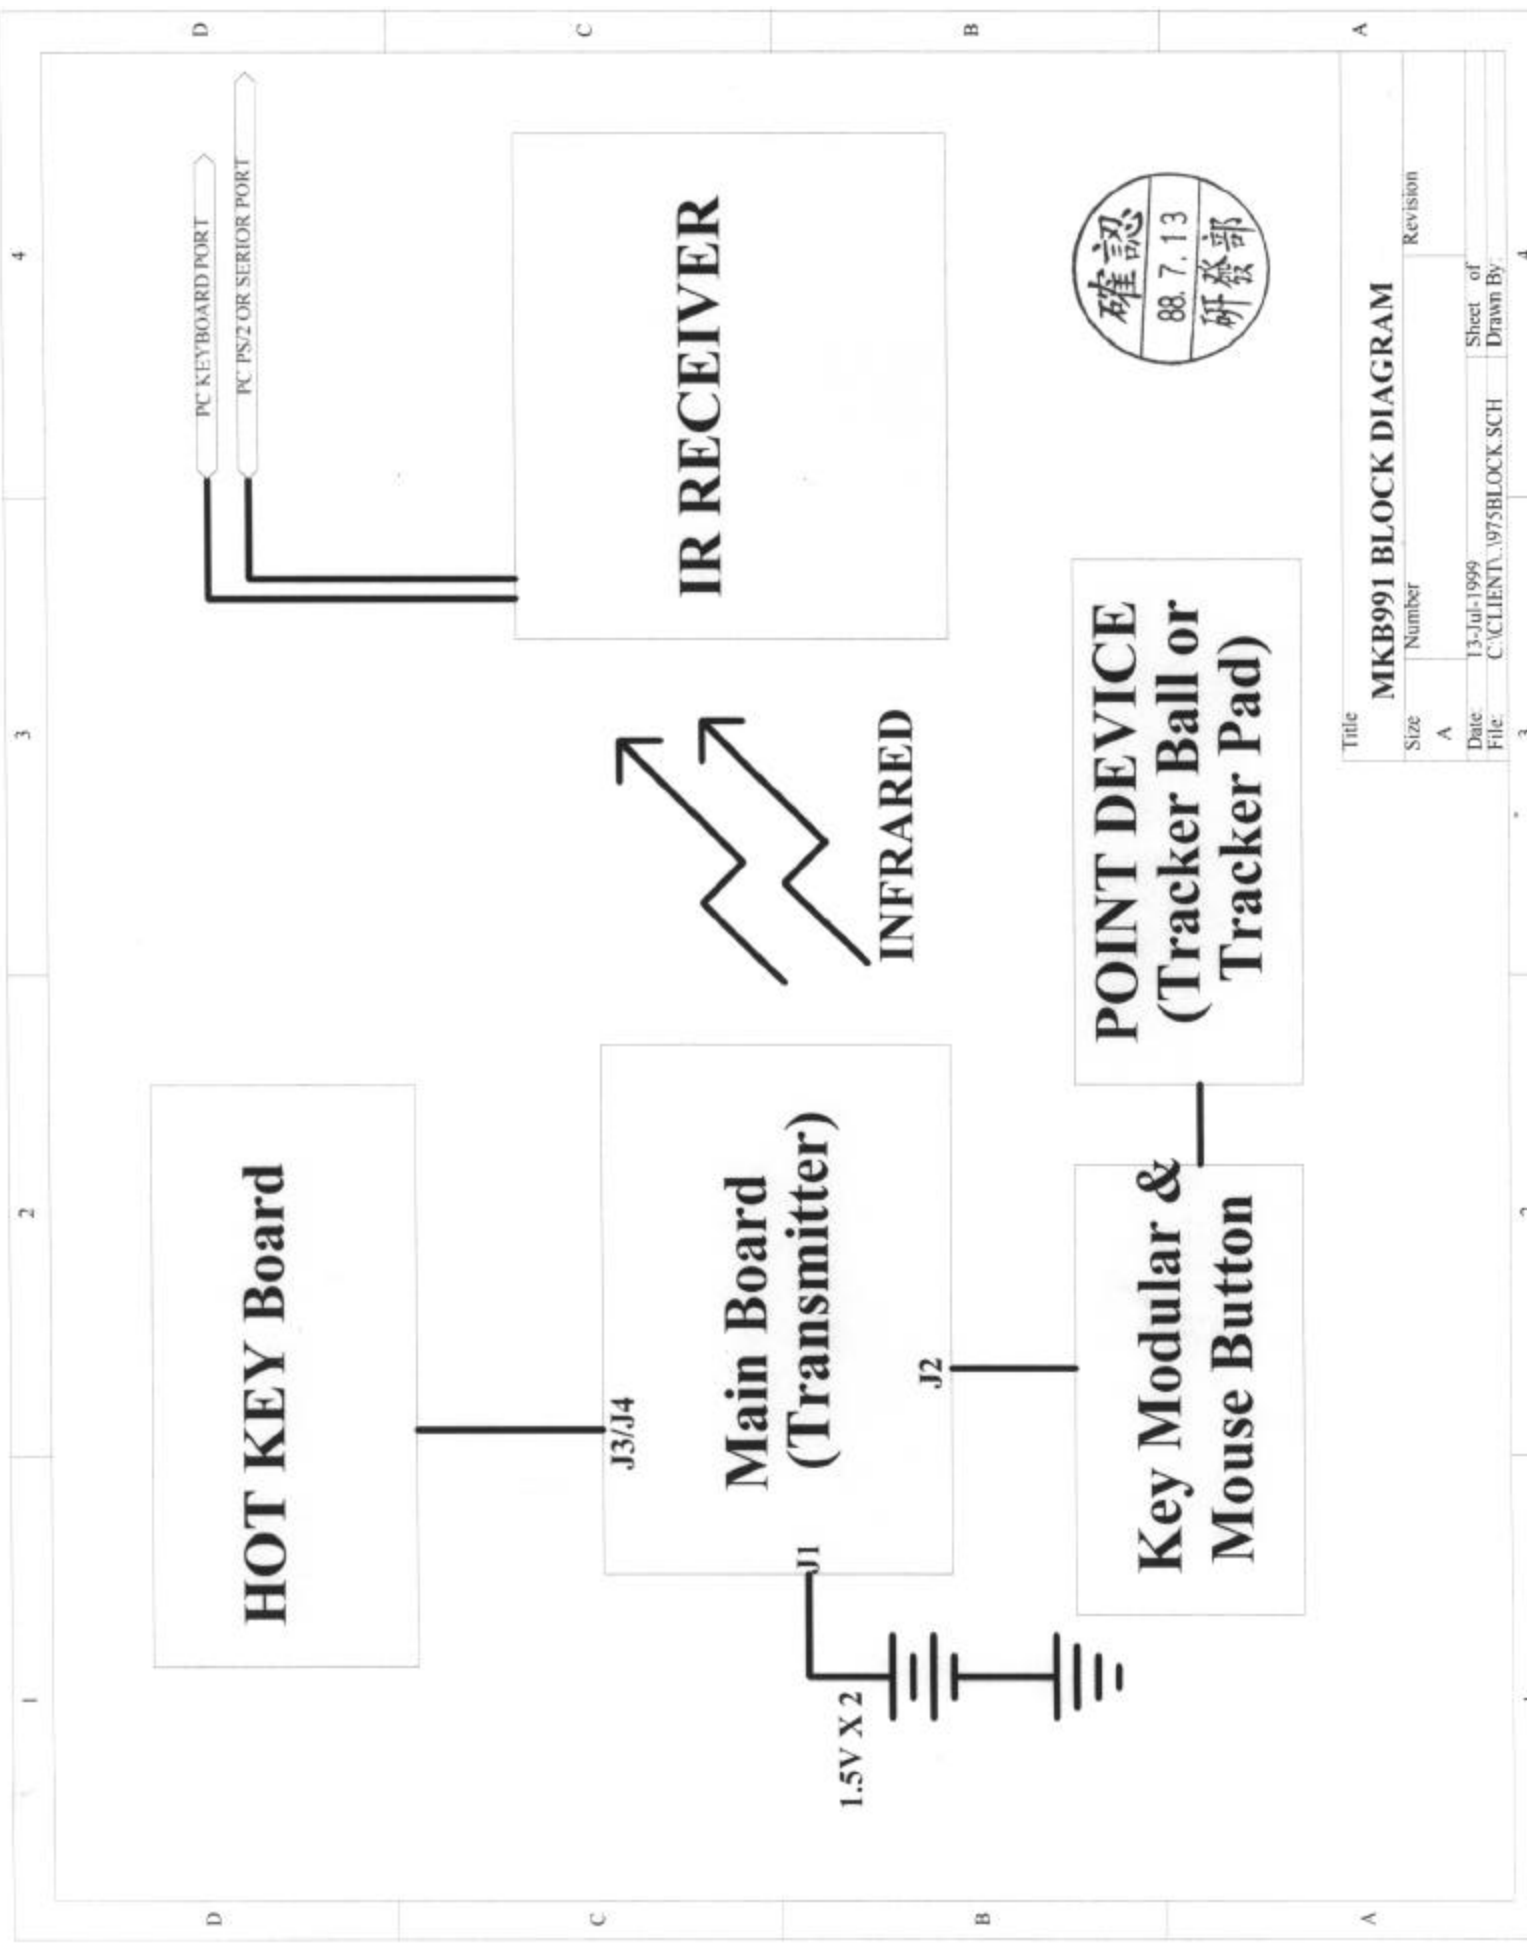 1
2
3
4
D
D
PC KEYBOARD PORT
PC PS/2 OR SERIOR PORT
HOT KEY Board
C
C
J3/J4
Main Board
(Transmitter)
J1
J2
1.5V X 2
INFRARED
IR RECEIVER
B
B
Key Modular &
Mouse Button
POINT DEVICE
(Tracker Ball or
Tracker Pad)
確認
88.7.13
研發部
A
A
Title
MKB991 BLOCK DIAGRAM
Size
Number
Revision
A
Date:
13-Jul-1999
Sheet of
File:
C:\CLIENT\..\975BLOCK.SCH
Drawn By:
2
3
4